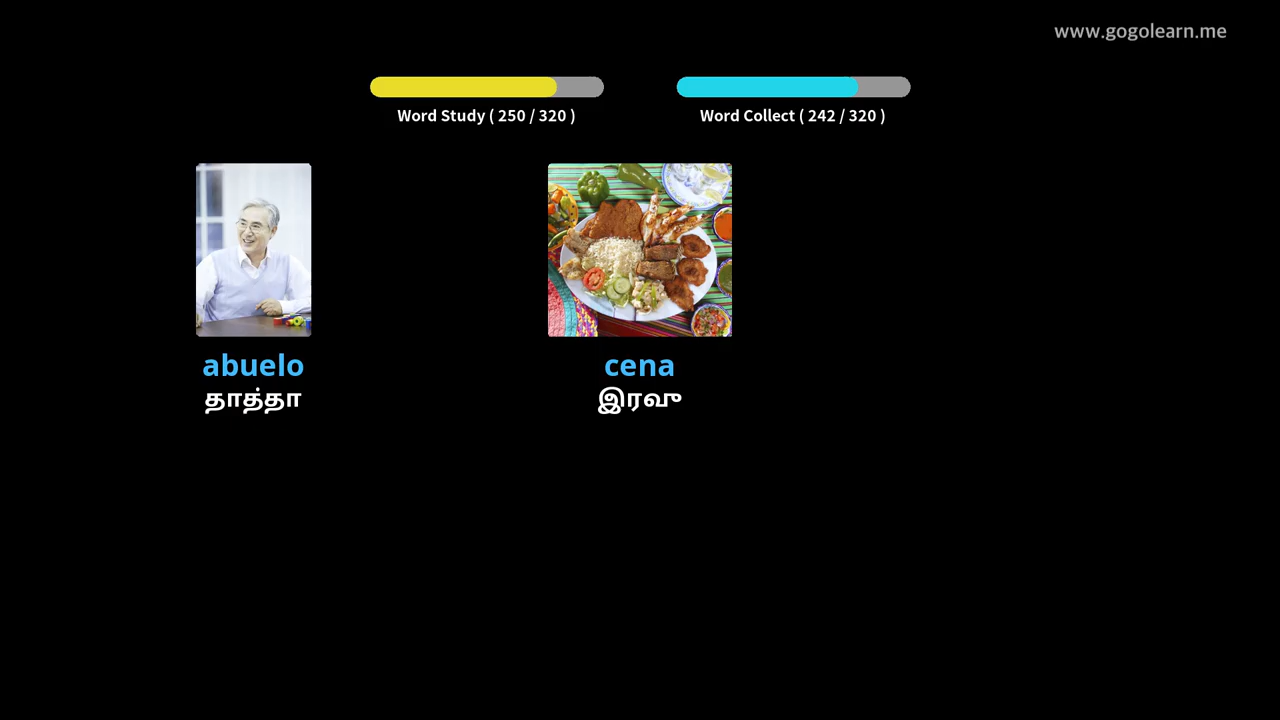 www.gogolearn.me
Word Study ( 250 / 320 )
Word Collect ( 242 / 320 )
abuelo
தாத்தா
cena
இரவு